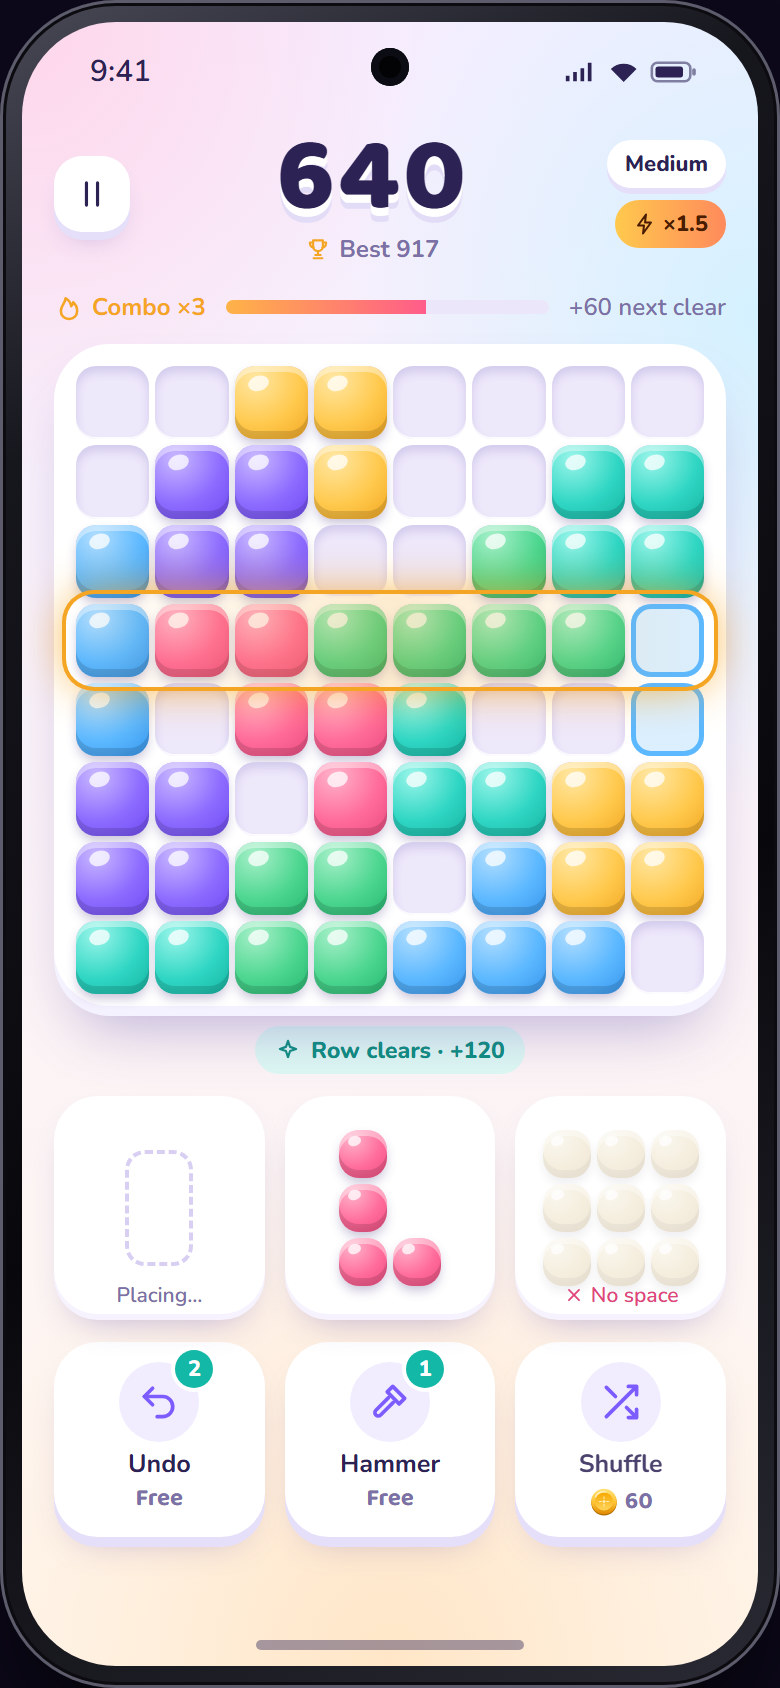 9:41
640
Medium
×1.5
Best 917
Combo ×3
+60 next clear
Row clears · +120
Placing...
No space
2
1
Undo
Hammer
Shuffle
Free
Free
60